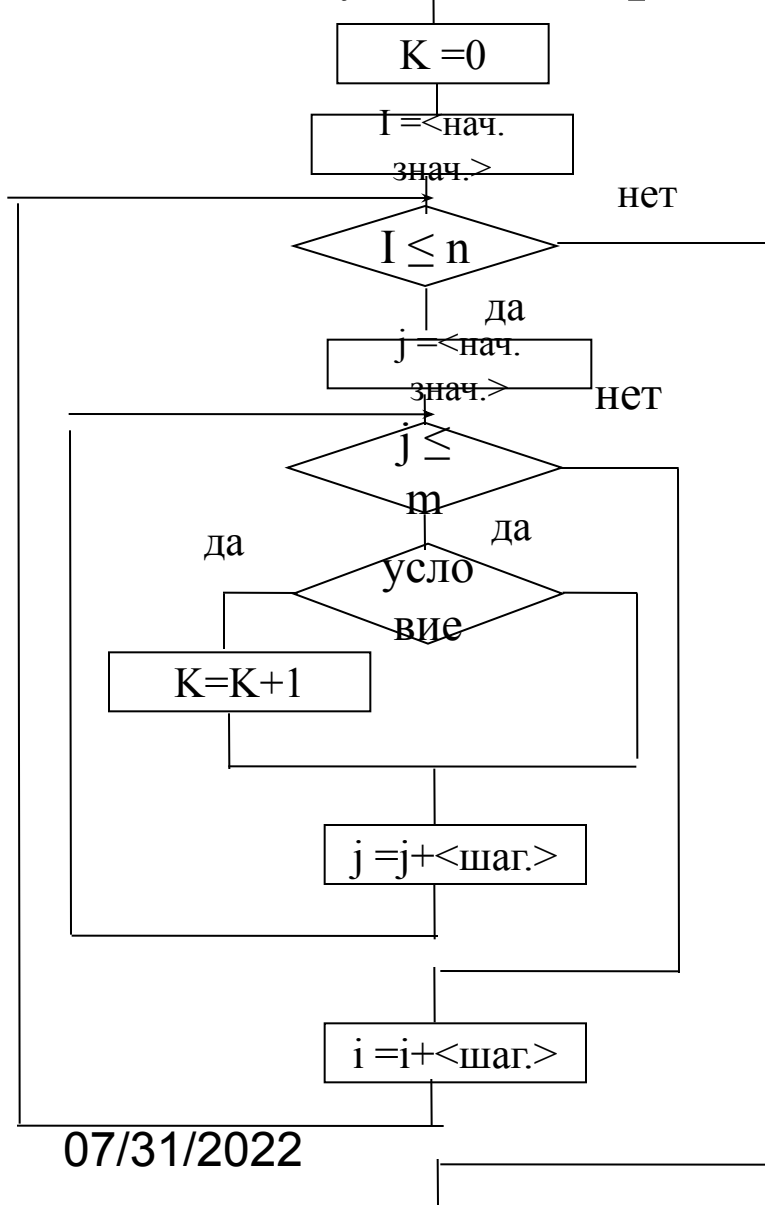 K =0
I =<нач.
знач.>
нет
I ≤ n
да
j =<нач.
знач.>
нет
j ≤
m
да
да
усло
вие
K=K+1
j =j+<шаг.>
i =i+<шаг.>
07/31/2022